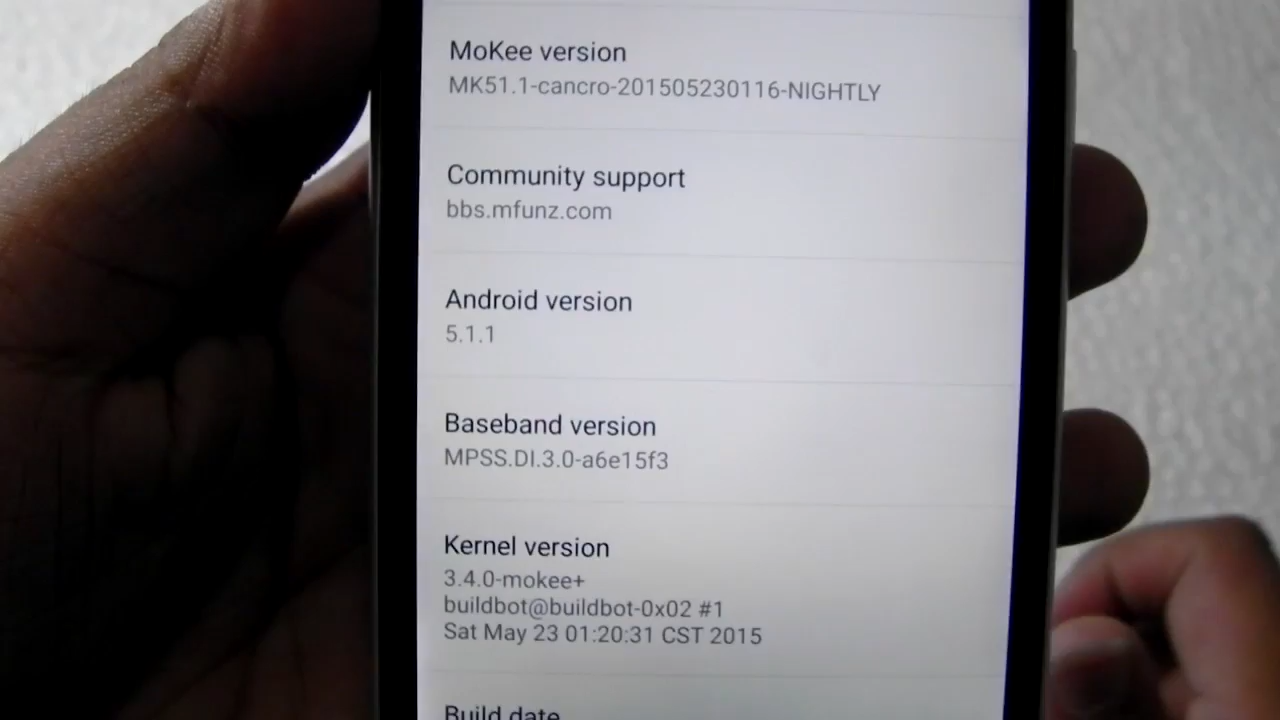 MoKee version
MK51.1-cancro-201505230116-NIGHTLY
Community support
bbs.mfunz.com
Android version
5.1.1
Baseband version
MPSS.DI.3.0-a6e15f3
Kernel version
3.4.0-mokee+
buildbot@buildbot-0x02 #1
Sat May 23 01:20:31 CST 2015
Build date